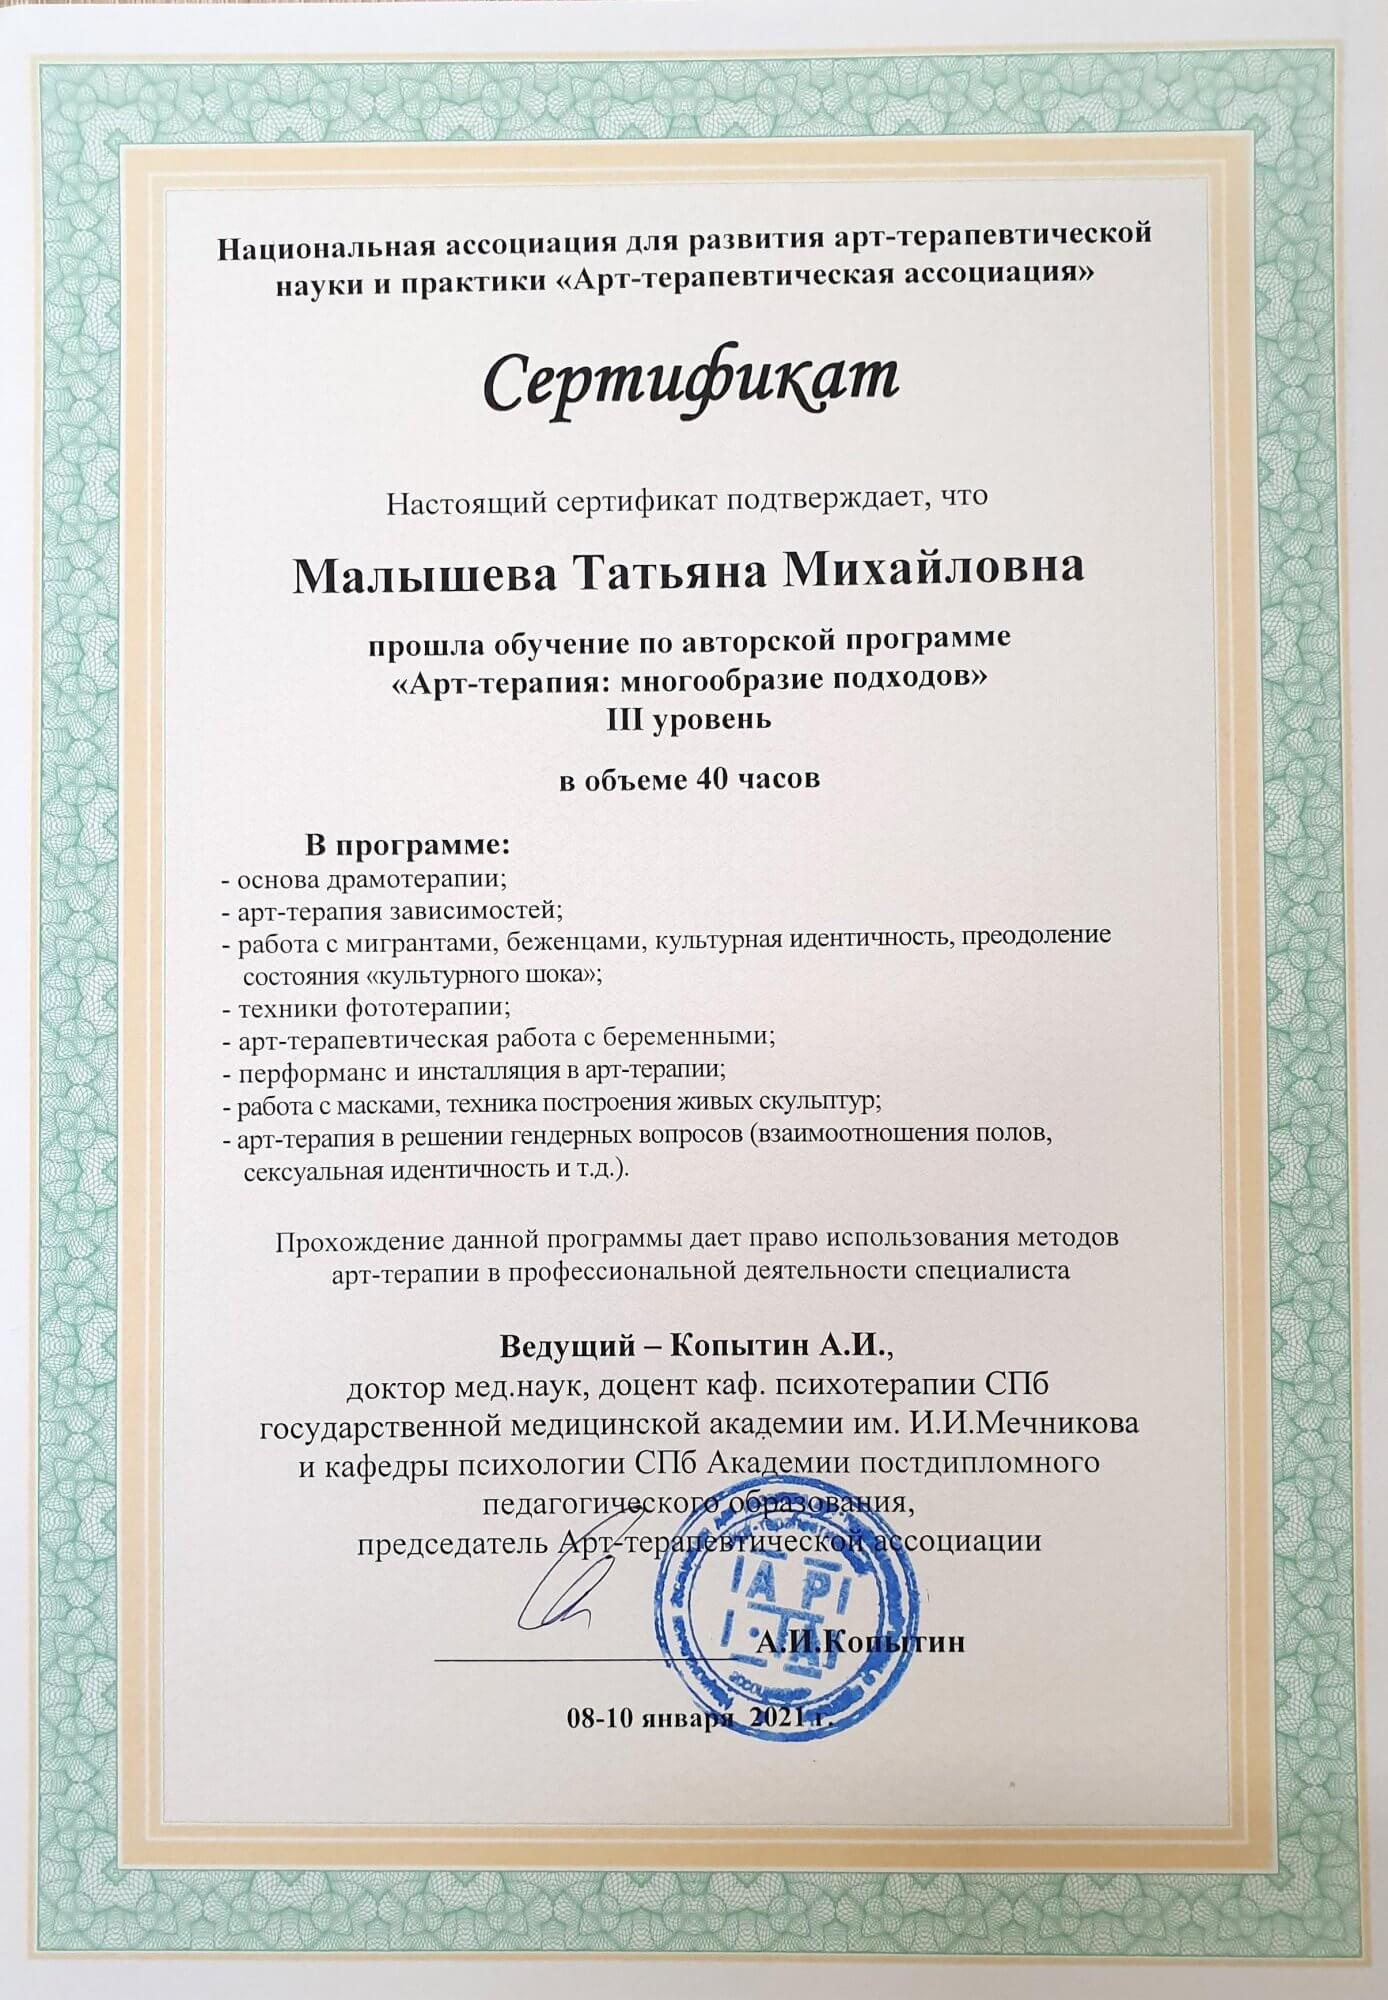 Национальная ассоциация для развития арт-терапевтической
науки и практики «Арт-терапевтическая ассоциация»
Сертификат
Настоящий сертификат подтверждает, что
Малышева Татьяна Михайловна
прошла обучение по авторской программе
«Арт-терапия: многообразие подходов»
III уровень
в объеме 40 часов
В программе:
- основа драмотерапии;
- арт-терапия зависимостей;
- работа с мигрантами, беженцами, культурная идентичность, преодоление
состояния «культурного шока»;
- техники фототерапии;
- арт-терапевтическая работа с беременными;
- перформанс и инсталляция в арт-терапии;
- работа с масками, техника построения живых скульптур;
- арт-терапия в решении гендерных вопросов (взаимоотношения полов,
сексуальная идентичность и т.д.).
Прохождение данной программы дает право использования методов
арт-терапии в профессиональной деятельности специалиста
Ведущий – Копытин А.И.,
доктор мед.наук, доцент каф. психотерапии СПб
государственной медицинской академии им. И.И.Мечникова
и кафедры психологии СПб Академии постдипломного
педагогического образования,
председатель Арт-терапевтической ассоциации
А.И.Копытин
08-10 января 2021 г.